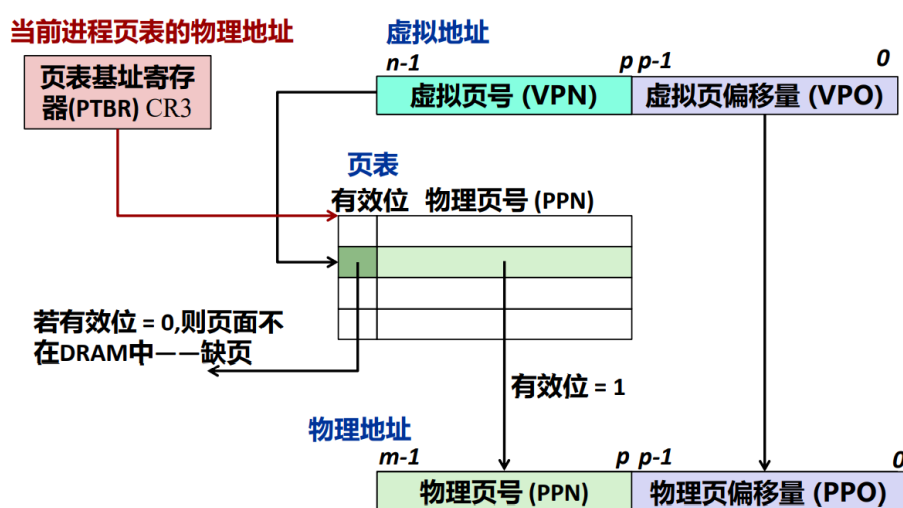 当前进程页表的物理地址
虚拟地址
n-1
p p-1
0
页表基址寄存
器(PTBR) CR3
虚拟页号 (VPN)
虚拟页偏移量 (VPO)
页表
有效位
物理页号 (PPN)
若有效位 = 0,则页面不
在DRAM中——缺页
有效位 = 1
物理地址
m-1
p p-1
0
物理页号 (PPN)
物理页偏移量 (PPO)